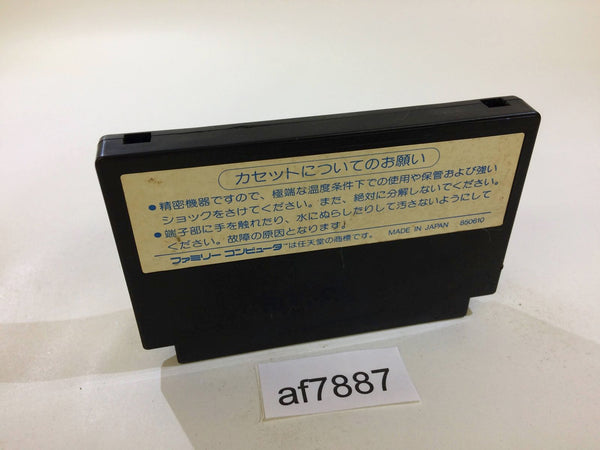 カセットについてのお願い
●精密機器ですので、極端な温度条件下での使用や保管および強い
ショックをさけてください。また、絶対に分解しないでください。
●端子部に手を触れたり、水にぬらしたりして汚さないようにして
ください。故障の原因となります。
ファミリーコンピュータは任天堂の商標です。 MADE IN JAPAN 850610
af7887